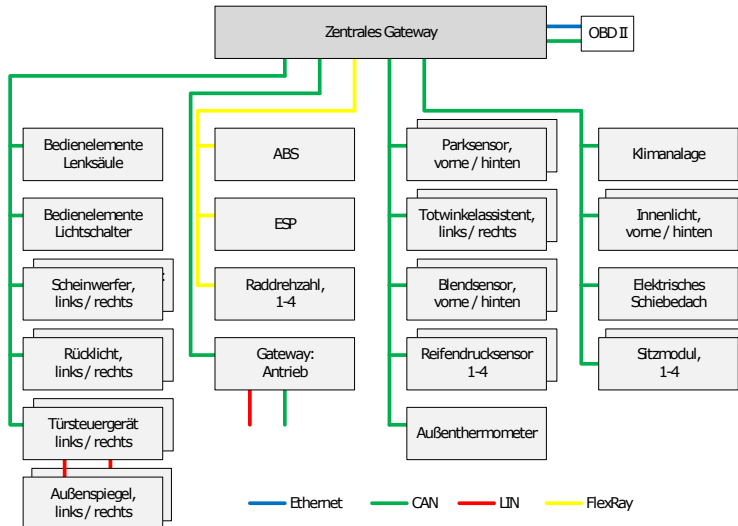 Zentrales Gateway
OBD II
Bedienelemente
Lenksäule
Bedienelemente
Lichtschalter
Scheinwerfer,
links / rechts
Rücklicht,
links / rechts
Türsteuergerät
links / rechts
Außenspiegel,
links / rechts
ABS
ESP
Raddrehzahl,
1-4
Gateway:
Antrieb
Parksensor,
vorne / hinten
Totwinkelassistent,
links / rechts
Blendsensor,
vorne / hinten
Reifendrucksensor
1-4
Außenthermometer
Klimanalage
Innenlicht,
vorne / hinten
Elektrisches
Schiebedach
Sitzmodul,
1-4
Ethernet
CAN
LIN
FlexRay